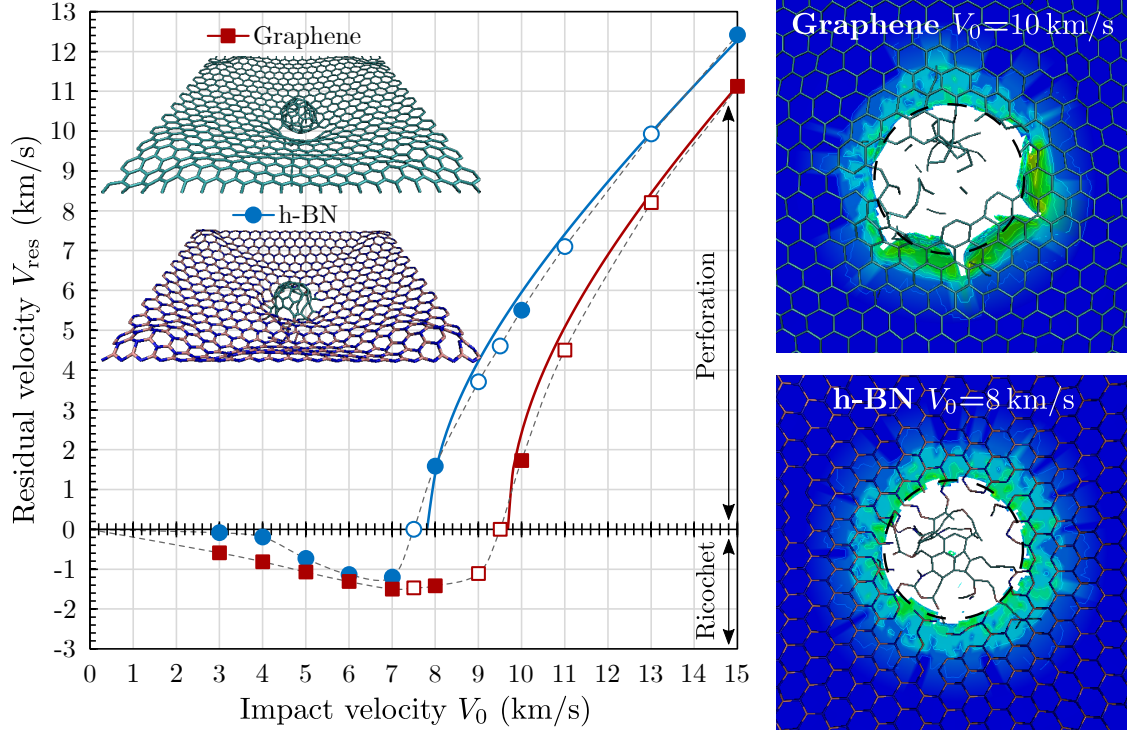 Graphene
h-BN
Residual velocity V_res (km/s)
13
12
11
10
9
8
7
6
5
4
3
2
1
0
-1
-2
-3
0 1 2 3 4 5 6 7 8 9 10 11 12 13 14 15
Impact velocity V_0 (km/s)
Perforation
Ricochet
Graphene V_0=10 km/s
h-BN V_0=8 km/s